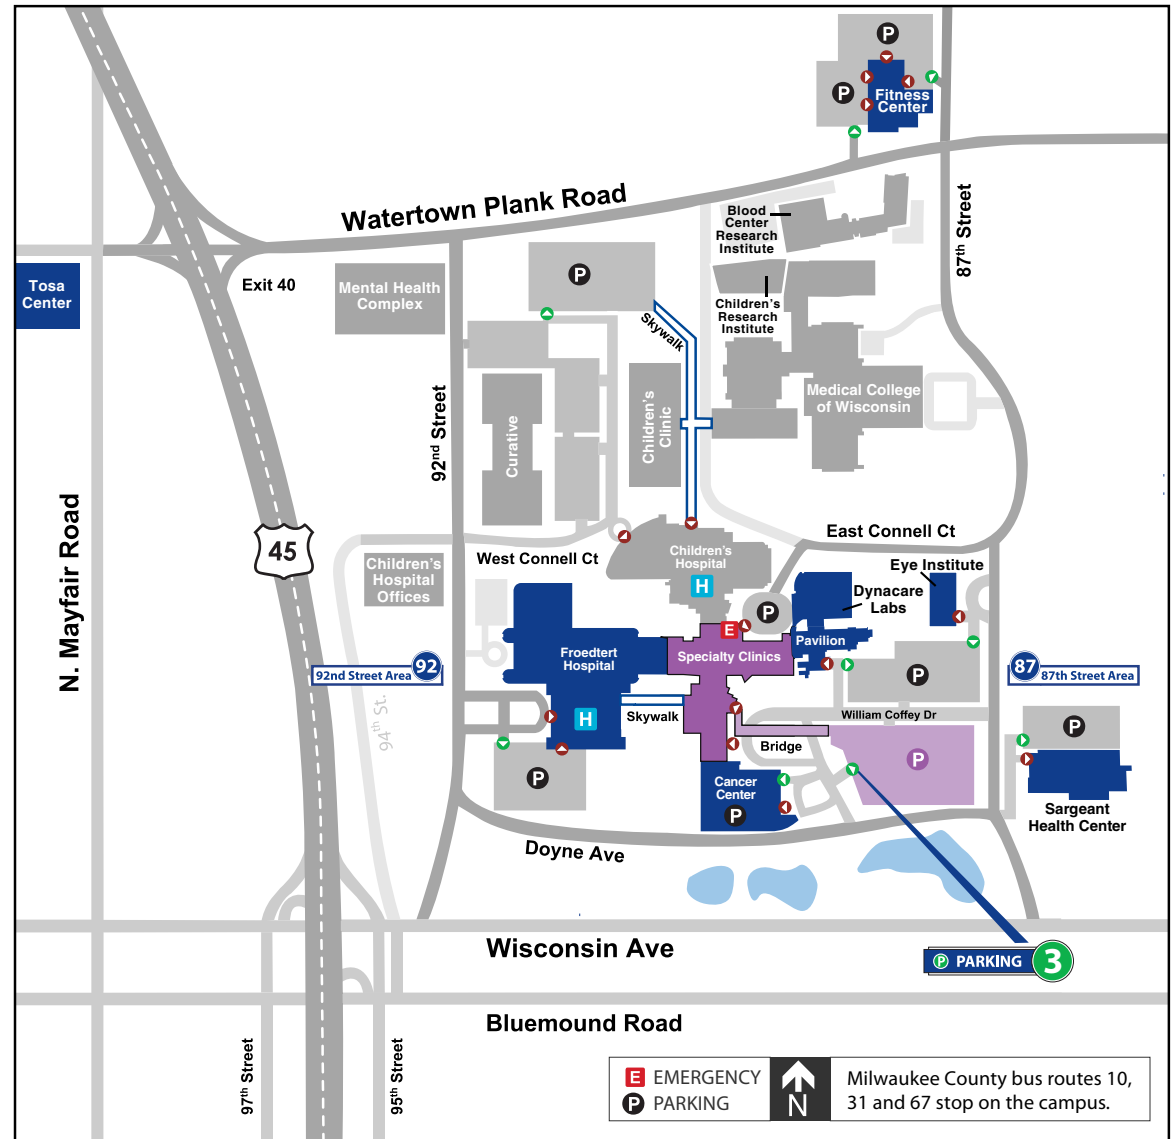 P
P
Fitness
Center
Watertown Plank Road
87th Street
Blood
Center
Research
Institute
Tosa
Center
Exit 40
Mental Health
Complex
P
Skywalk
Children's
Research
Institute
92nd Street
Curative
Children's
Clinic
Medical College
of Wisconsin
N. Mayfair Road
45
East Connell Ct
West Connell Ct
Children's
Hospital
H
Eye Institute
Children's
Hospital
Offices
Dynacare
Labs
P
E
Pavilion
Froedtert
Hospital
Specialty Clinics
92nd Street Area 92
87 87th Street Area
P
94th St.
H
Skywalk
William Coffey Dr
Bridge
P
P
P
Cancer
Center
P
Sargeant
Health Center
Doyne Ave
Wisconsin Ave
P PARKING 3
Bluemound Road
97th Street
95th Street
E EMERGENCY
P PARKING
N
Milwaukee County bus routes 10,
31 and 67 stop on the campus.